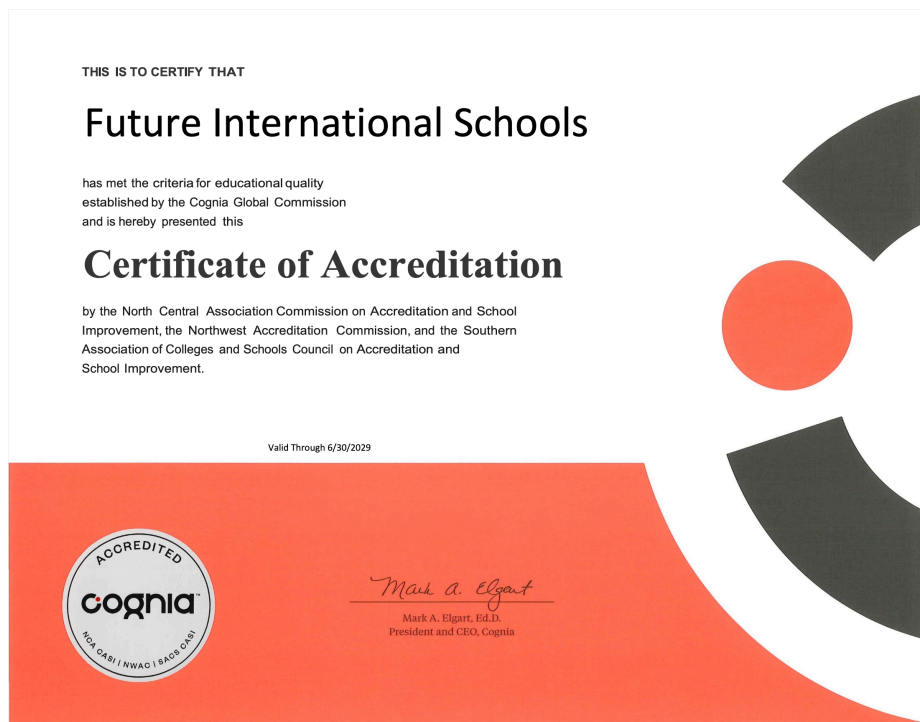 THIS IS TO CERTIFY THAT
Future International Schools
has met the criteria for educational quality
established by the Cognia Global Commission
and is hereby presented this
Certificate of Accreditation
by the North Central Association Commission on Accreditation and School
Improvement, the Northwest Accreditation Commission, and the Southern
Association of Colleges and Schools Council on Accreditation and
School Improvement.
Valid Through 6/30/2029
ACCREDITED
cognia™
NCA CASI | NWAC | SACS CASI
Mark A. Elgart
Mark A. Elgart, Ed.D.
President and CEO, Cognia